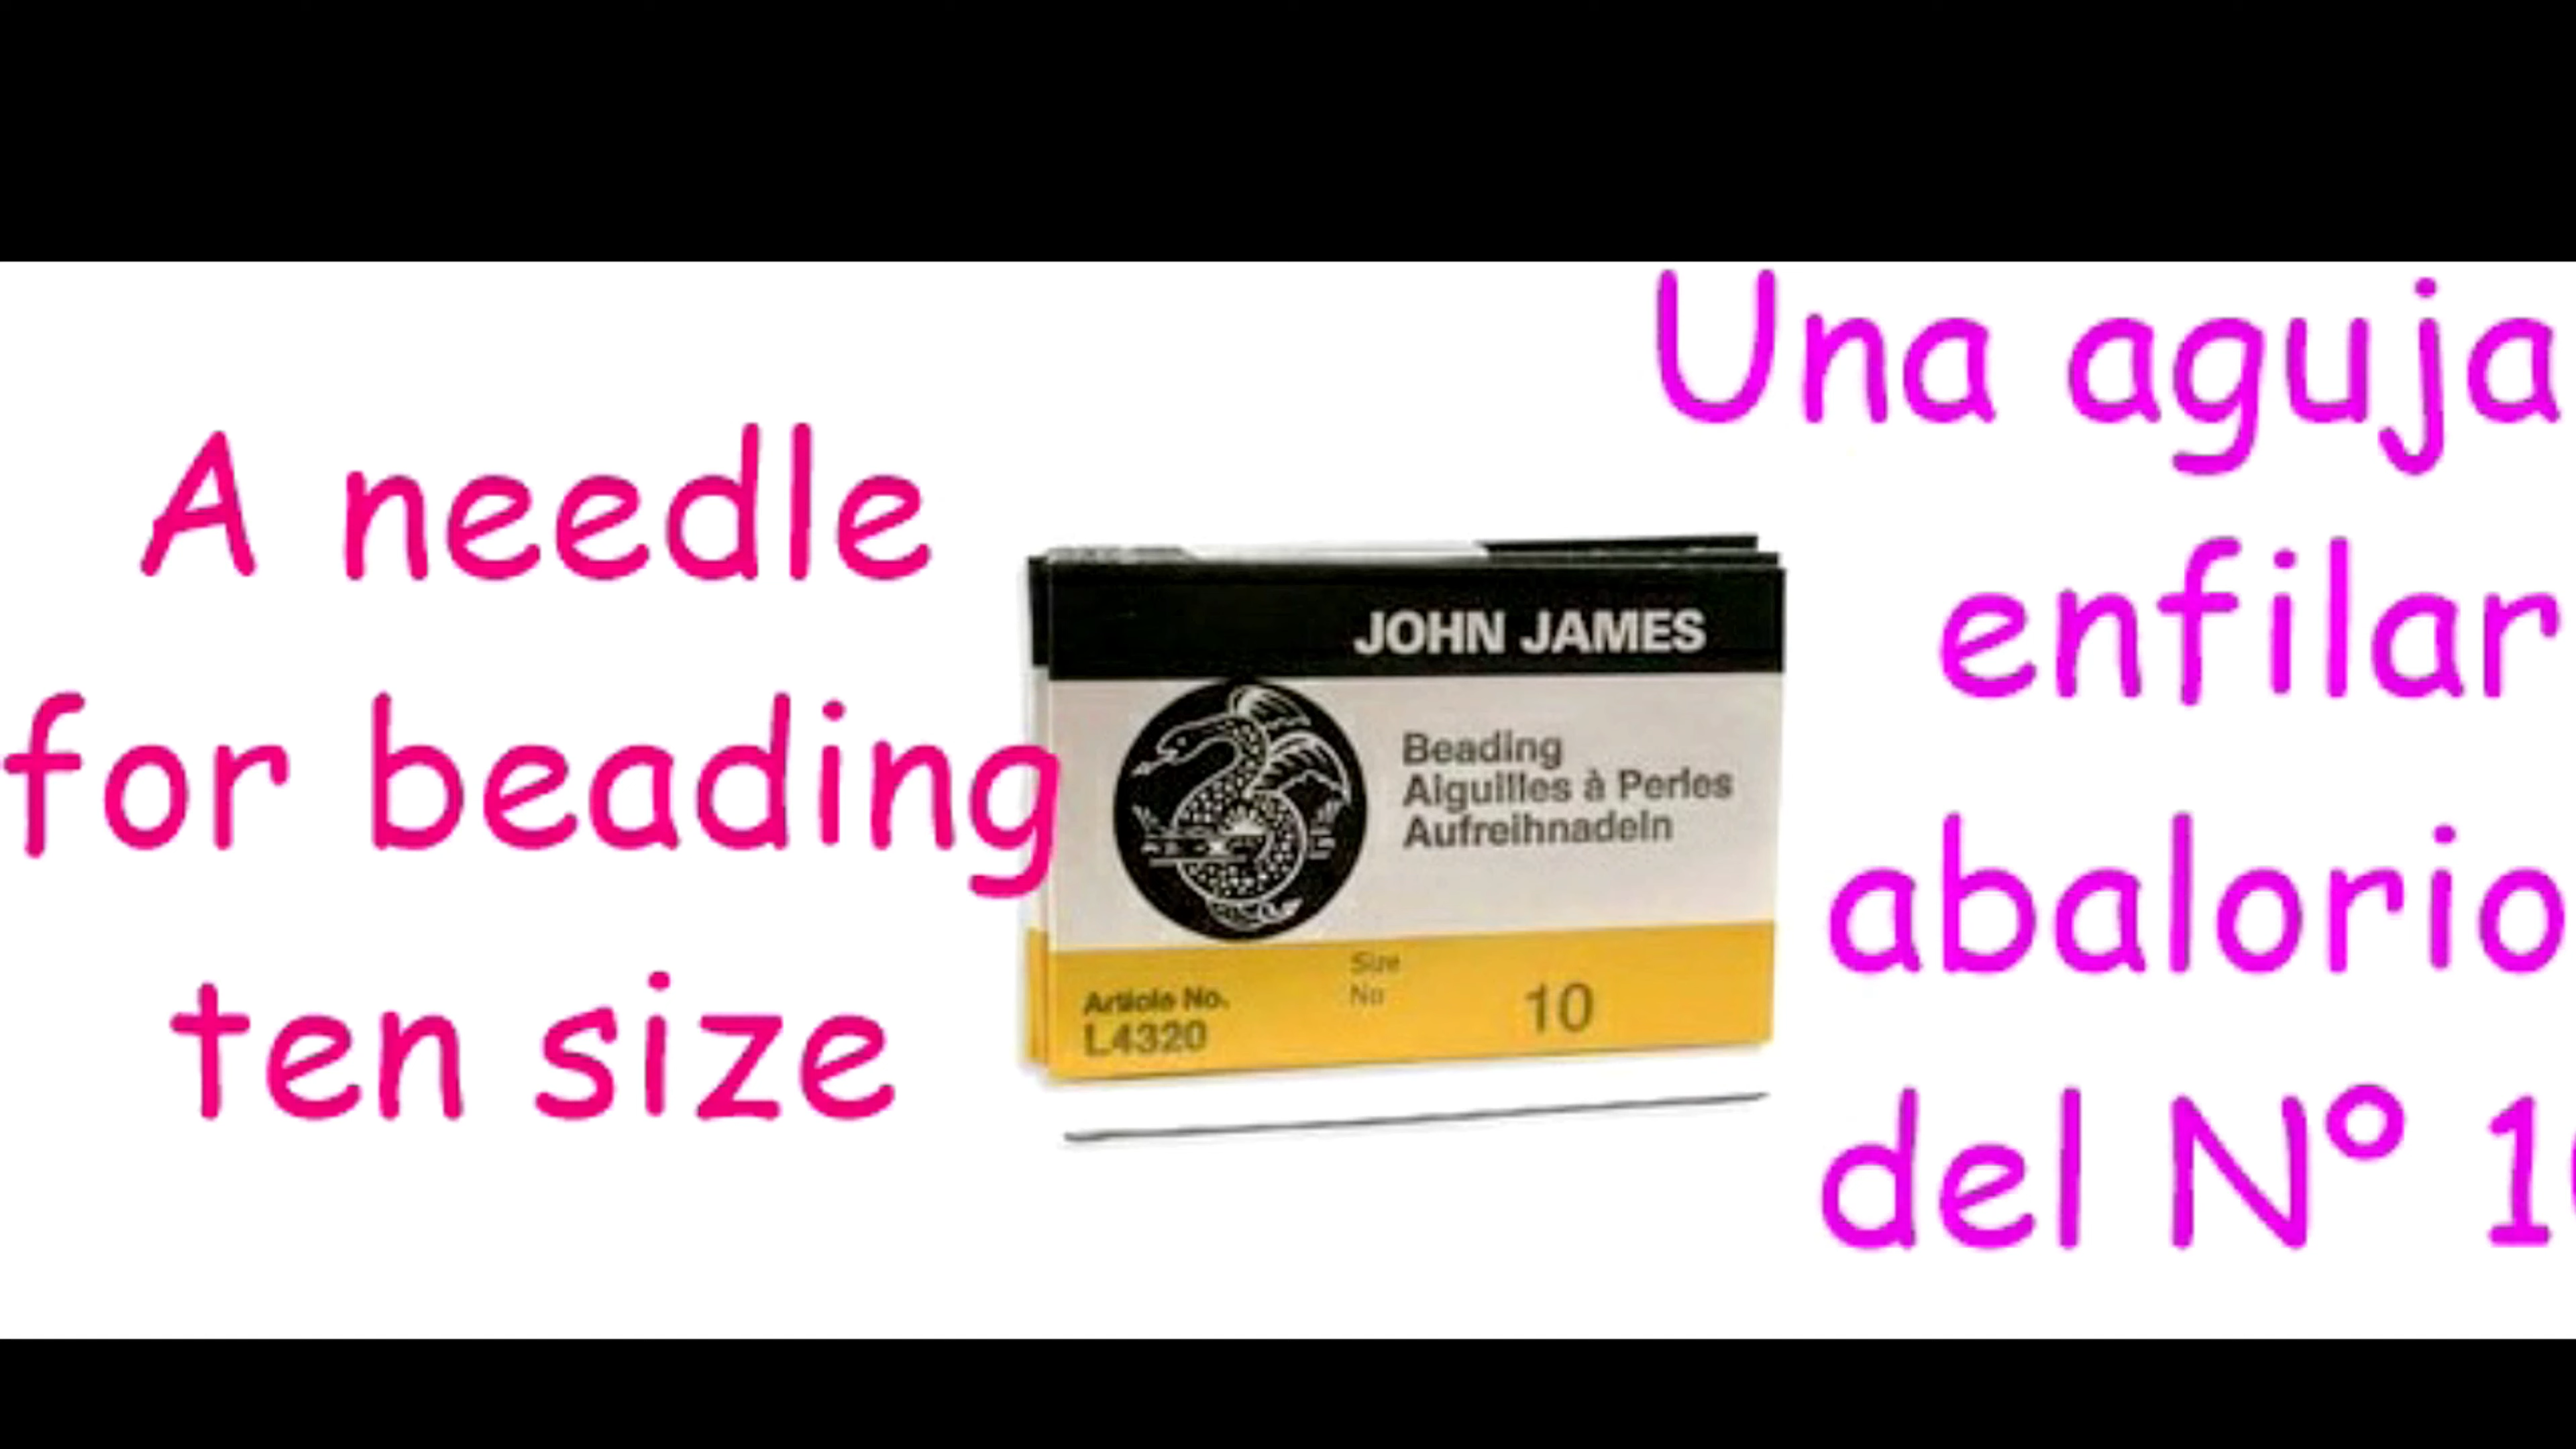 A needle
for beading
ten size
JOHN JAMES
Beading
Aiguilles à Perles
Aufreihnadeln
Size
No
10
Article No.
L4320
Una aguja
enfilar
abalorio
del Nº 1